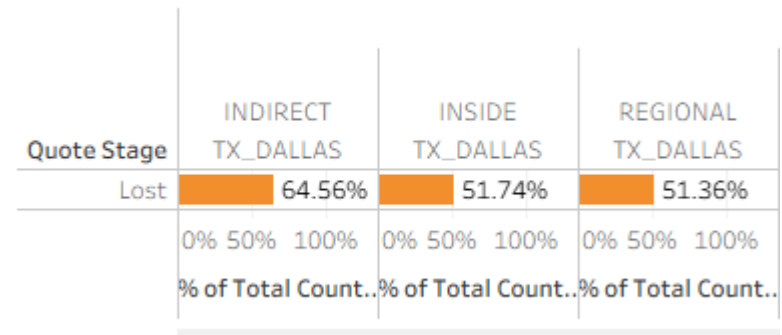 INDIRECT INSIDE REGIONAL
Quote Stage TX_DALLAS TX_DALLAS TX_DALLAS
Lost 64.56% 51.74% 51.36%
0% 50% 100% 0% 50% 100% 0% 50% 100%
% of Total Count.. % of Total Count.. % of Total Count..